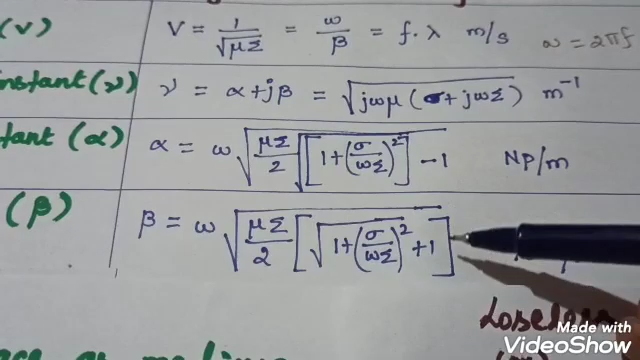 (v) V = 1/√με = ω/β = f.λ m/s ω = 2πf
nstant(ν) ν = α+jβ = √jωμ(σ+jωε) m⁻¹
tant (α) α = ω√με/2 √[1+(σ/ωε)²] -1 Np/m
(β) β = ω√με/2 [√1+(σ/ωε)² +1]
Loseless
Made with
VideoShow